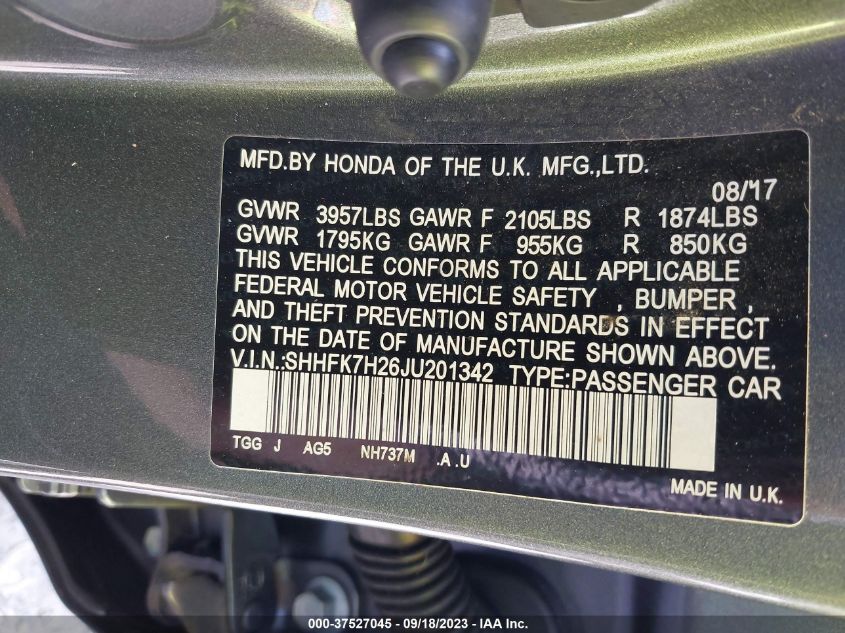 MFD.BY HONDA OF THE U.K. MFG.,LTD.
08/17
GVWR 3957LBS GAWR F 2105LBS R 1874LBS
GVWR 1795KG GAWR F 955KG R 850KG
THIS VEHICLE CONFORMS TO ALL APPLICABLE
FEDERAL MOTOR VEHICLE SAFETY , BUMPER ,
AND THEFT PREVENTION STANDARDS IN EFFECT
ON THE DATE OF MANUFACTURE SHOWN ABOVE.
V.I.N.:SHHFK7H26JU201342 TYPE:PASSENGER CAR
TGG J AG5 NH737M .A .U
MADE IN U.K.
000-37527045 - 09/18/2023 - IAA Inc.